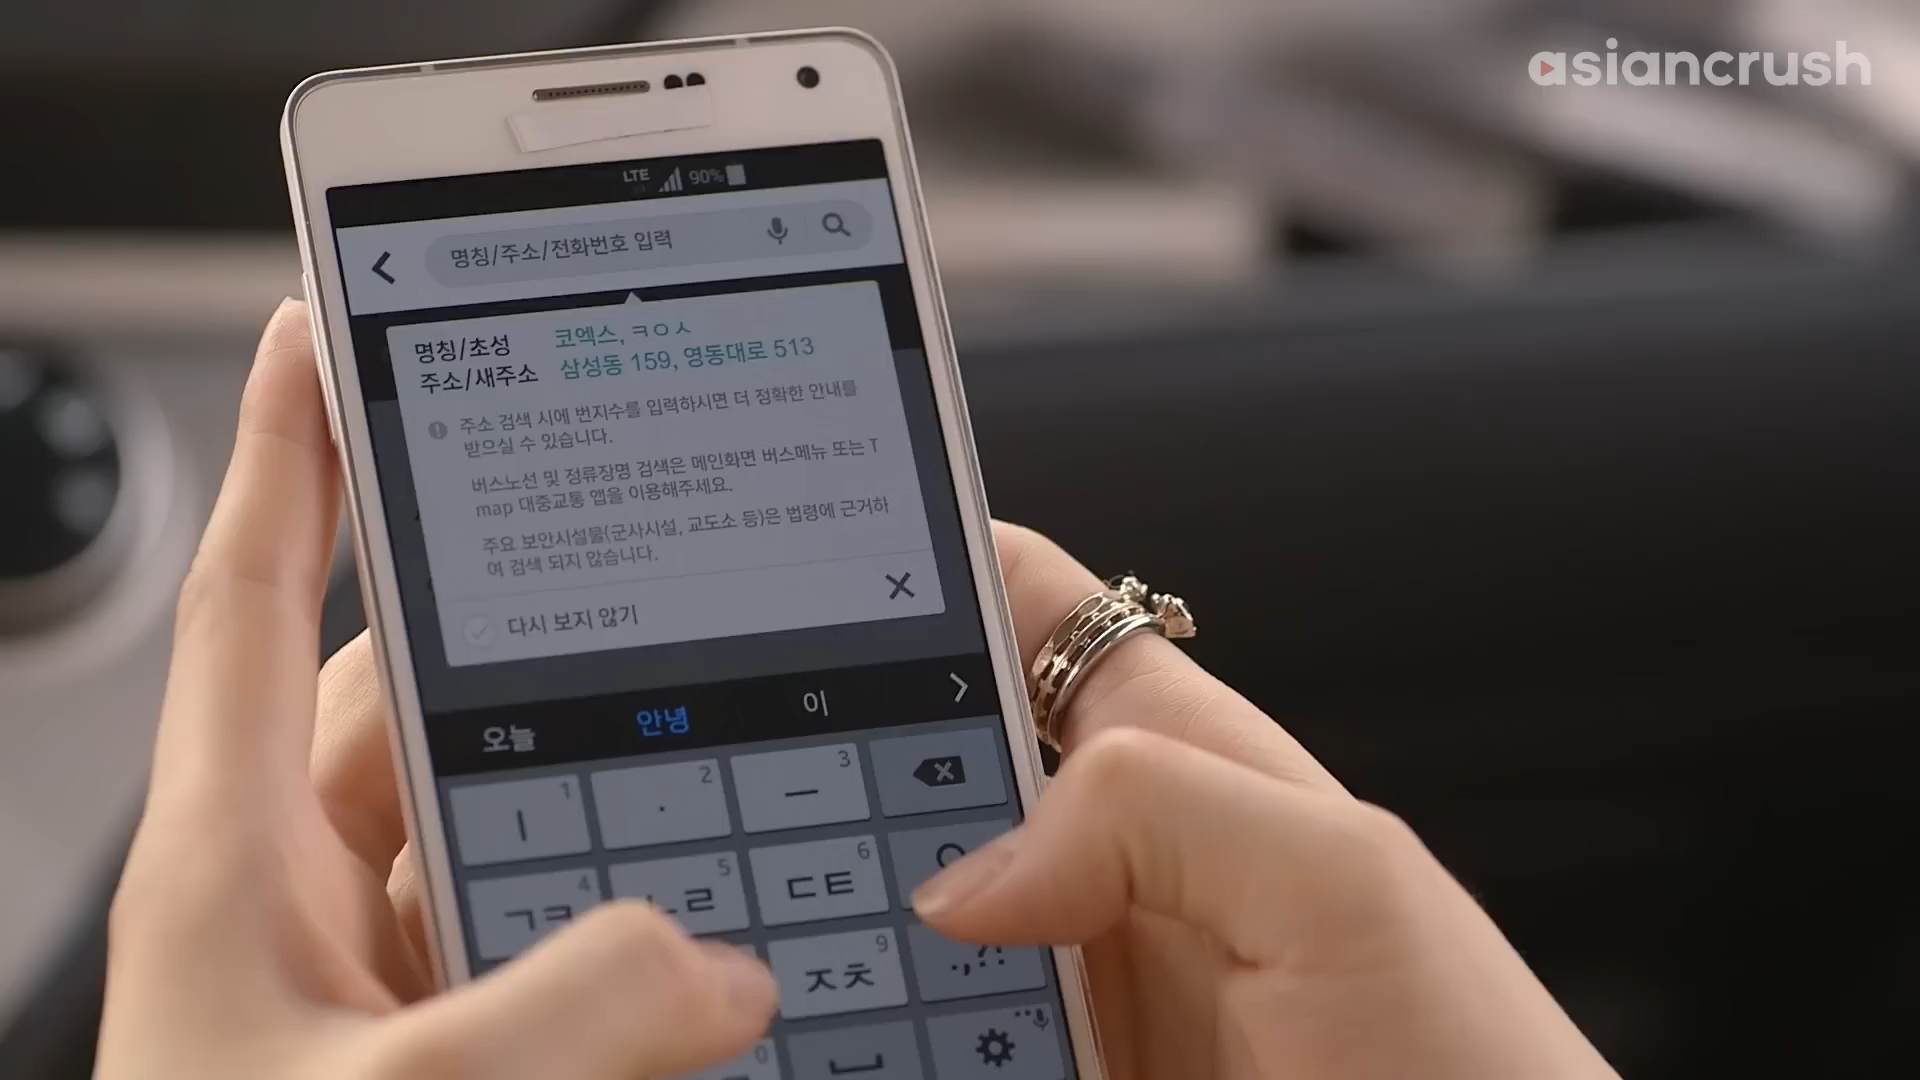 asiancrush
LTE 90%
명칭/주소/전화번호 입력
명칭/초성 코엑스, ㅋㅇㅅ
주소/새주소 삼성동 159, 영동대로 513
주소 검색 시에 번지수를 입력하시면 더 정확한 안내를
받으실 수 있습니다.
버스노선 및 정류장명 검색은 메인화면 버스메뉴 또는 T
map 대중교통 앱을 이용해주세요.
주요 보안시설물(군사시설, 교도소 등)은 법령에 근거하
여 검색 되지 않습니다.
다시 보지 않기
오늘 안녕 이
ㅣ 1 · 2 ㅡ 3
ㄱㅋ 4 ㄴㄹ 5 ㄷㅌ 6
ㅈㅊ 9 .,?!
0